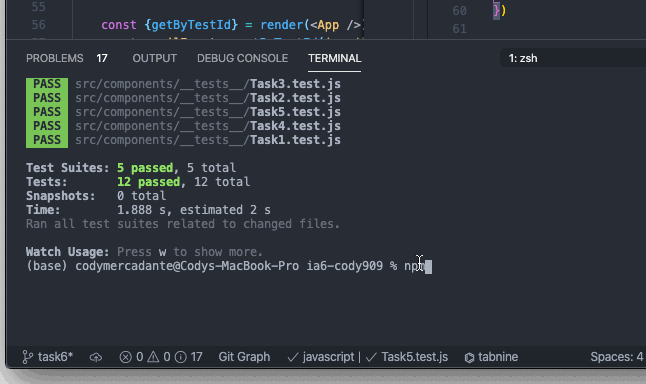 55
56 const {getByTestId} = render(<App />
60 })
61
PROBLEMS 17 OUTPUT DEBUG CONSOLE TERMINAL 1: zsh
PASS src/components/__tests__/Task3.test.js
PASS src/components/__tests__/Task2.test.js
PASS src/components/__tests__/Task5.test.js
PASS src/components/__tests__/Task4.test.js
PASS src/components/__tests__/Task1.test.js
Test Suites: 5 passed, 5 total
Tests: 12 passed, 12 total
Snapshots: 0 total
Time: 1.888 s, estimated 2 s
Ran all test suites related to changed files.
Watch Usage: Press w to show more.
(base) codymercadante@Codys-MacBook-Pro ia6-cody909 % npm
task6* 0 0 17 Git Graph javascript | Task5.test.js tabnine Spaces: 4